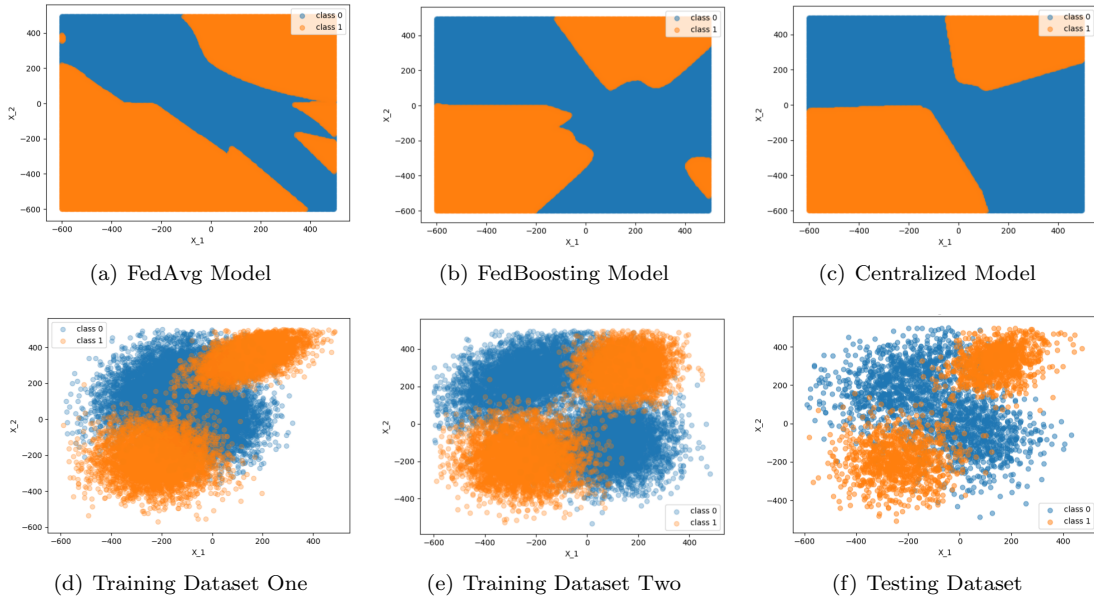 class 0
class 1
400
200
0
−200
−400
−600
X_2
−600
−400
−200
0
200
400
X_1
(a) FedAvg Model
class 0
class 1
400
200
0
−200
−400
−600
X_2
−600
−400
−200
0
200
400
X_1
(b) FedBoosting Model
class 0
class 1
400
200
0
−200
−400
−600
X_2
−600
−400
−200
0
200
400
X_1
(c) Centralized Model
class 0
class 1
400
200
0
−200
−400
−600
X_2
−600
−400
−200
0
200
400
X_1
(d) Training Dataset One
400
200
0
−200
−400
X_2
class 0
class 1
−600
−400
−200
0
200
400
X_1
(e) Training Dataset Two
400
200
0
−200
−400
−600
X_2
class 0
class 1
−600
−400
−200
0
200
400
X_1
(f) Testing Dataset